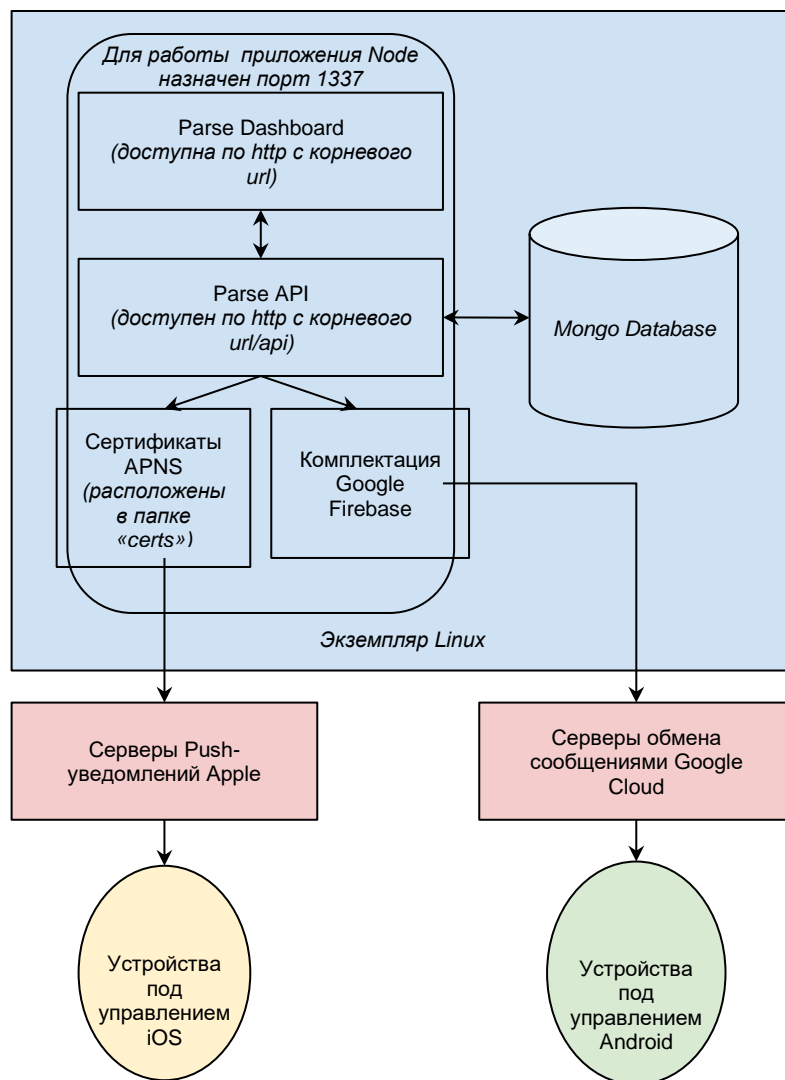 Для работы  приложения Node
назначен порт 1337
Parse Dashboard
(доступна по http с корневого
url)
Parse API
(доступен по http с корневого
url/api)
Mongo Database
Сертификаты
APNS
(расположены
в папке
«certs»)
Комплектация
Google
Firebase
Экземпляр Linux
Серверы Push-
уведомлений Apple
Серверы обмена
сообщениями Google
Cloud
Устройства
под
управлением
iOS
Устройства
под
управлением
Android